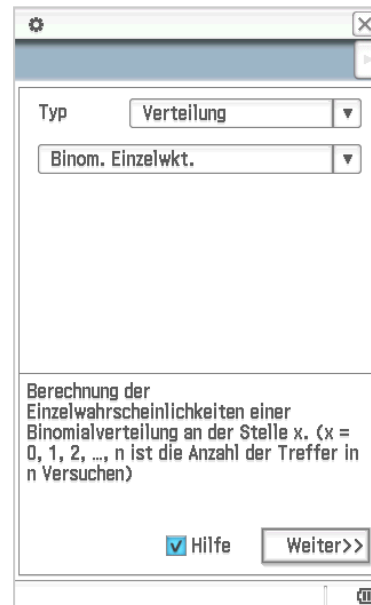 Typ Verteilung
Binom. Einzelwkt.
Berechnung der
Einzelwahrscheinlichkeiten einer
Binomialverteilung an der Stelle x. (x =
0, 1, 2, …, n ist die Anzahl der Treffer in
n Versuchen)
Hilfe Weiter>>